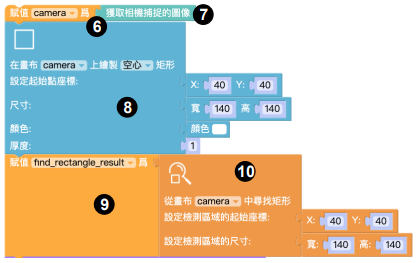 賦值 camera 爲 獲取相機捕捉的圖像 7
6
在畫布 camera 上繪製 空心 矩形
設定起始點座標: X: 40 Y: 40
8
尺寸: 寬 140 高 140
顏色: 顏色
厚度: 1
賦值 find_rectangle_result 爲
10
從畫布 camera 中尋找矩形
9
設定檢測區域的起始座標: X: 40 Y: 40
設定檢測區域的尺寸: 寬: 140 高: 140